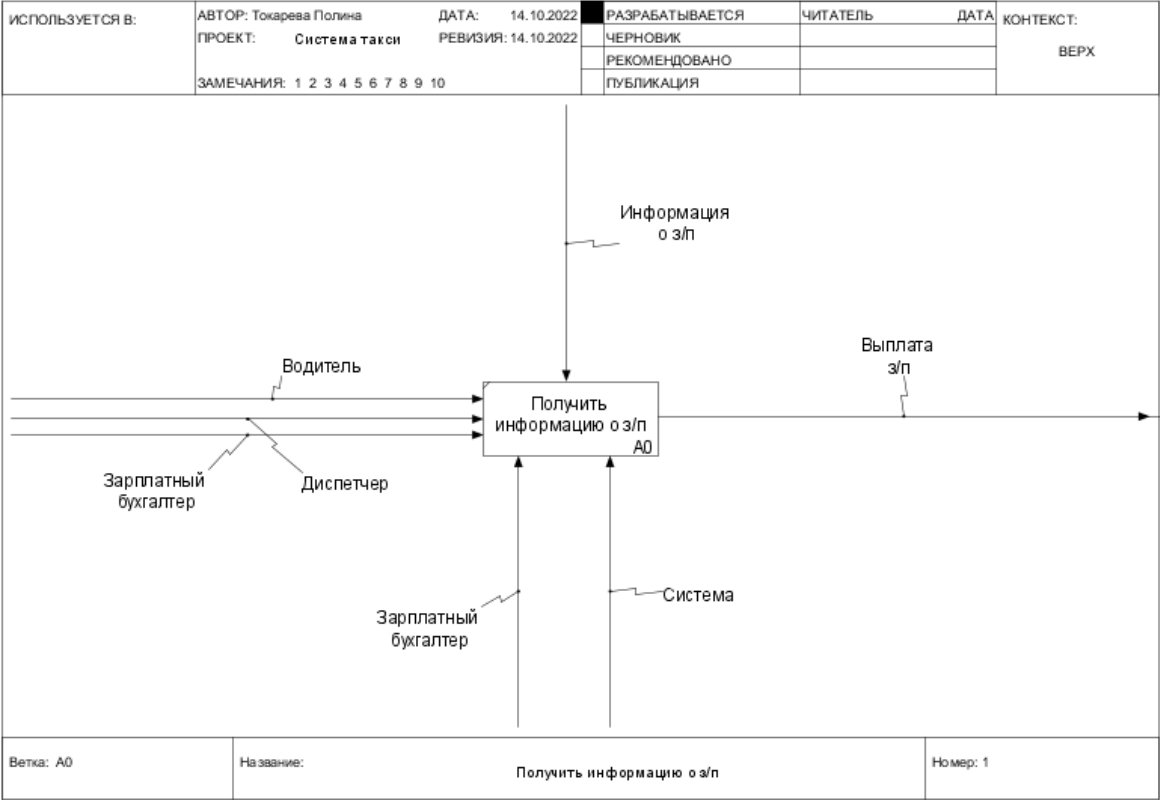 ИСПОЛЬЗУЕТСЯ В:
АВТОР: Токарева Полина
ДАТА: 14.10.2022
ПРОЕКТ: Система такси
РЕВИЗИЯ: 14.10.2022
ЗАМЕЧАНИЯ: 1 2 3 4 5 6 7 8 9 10
РАЗРАБАТЫВАЕТСЯ
ЧЕРНОВИК
РЕКОМЕНДОВАНО
ПУБЛИКАЦИЯ
ЧИТАТЕЛЬ
ДАТА
КОНТЕКСТ:
ВЕРХ
Информация
о з/п
Выплата
з/п
Водитель
Получить
информацию о з/п
A0
Зарплатный
бухгалтер
Диспетчер
Система
Зарплатный
бухгалтер
Ветка: A0
Название:
Получить информацию о з/п
Номер: 1